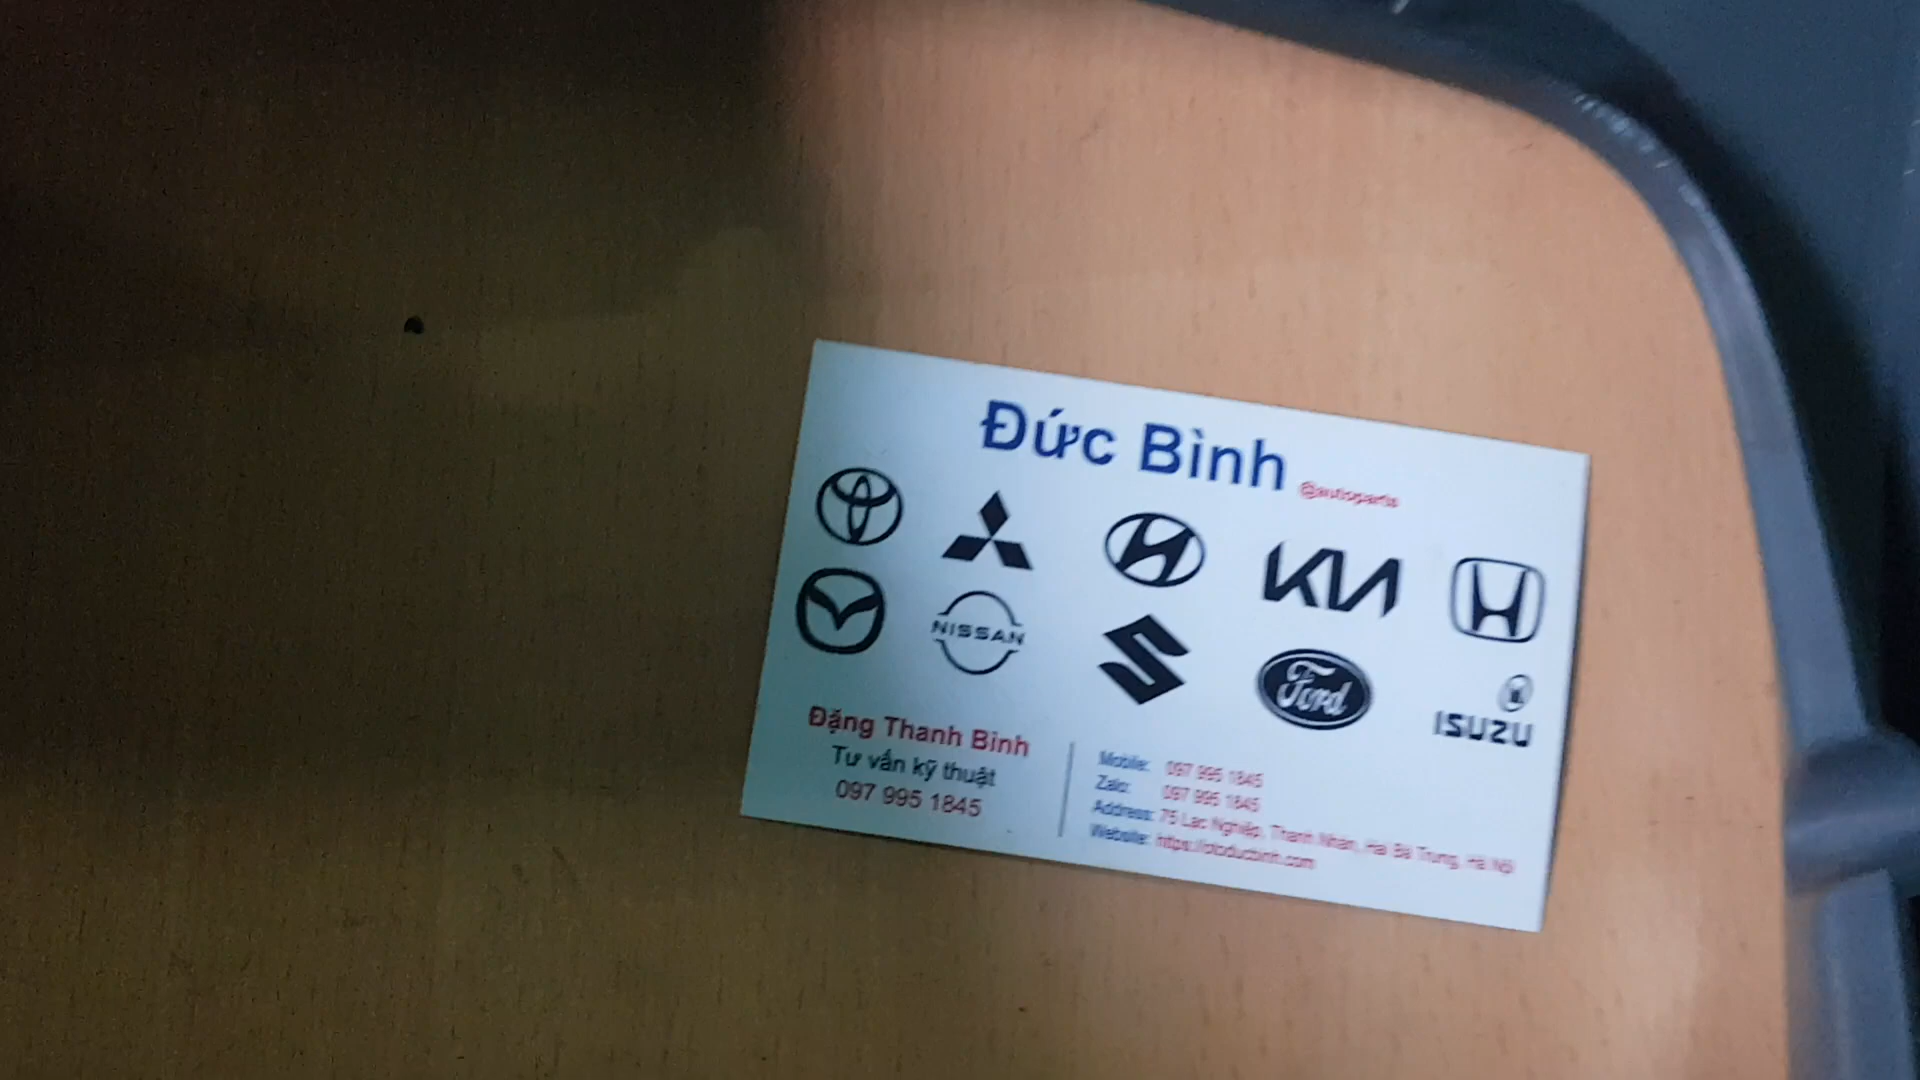 Đức Bình
@autoparts
NISSAN
Ford
ISUZU
Đặng Thanh Bình
Tư vấn kỹ thuật
097 995 1845
Mobile: 097 995 1845
Zalo: 097 995 1845
Address: 75 Lạc Nghiệp, Thanh Nhàn, Hai Bà Trưng, Hà Nội
Website: https://otoducbinh.com